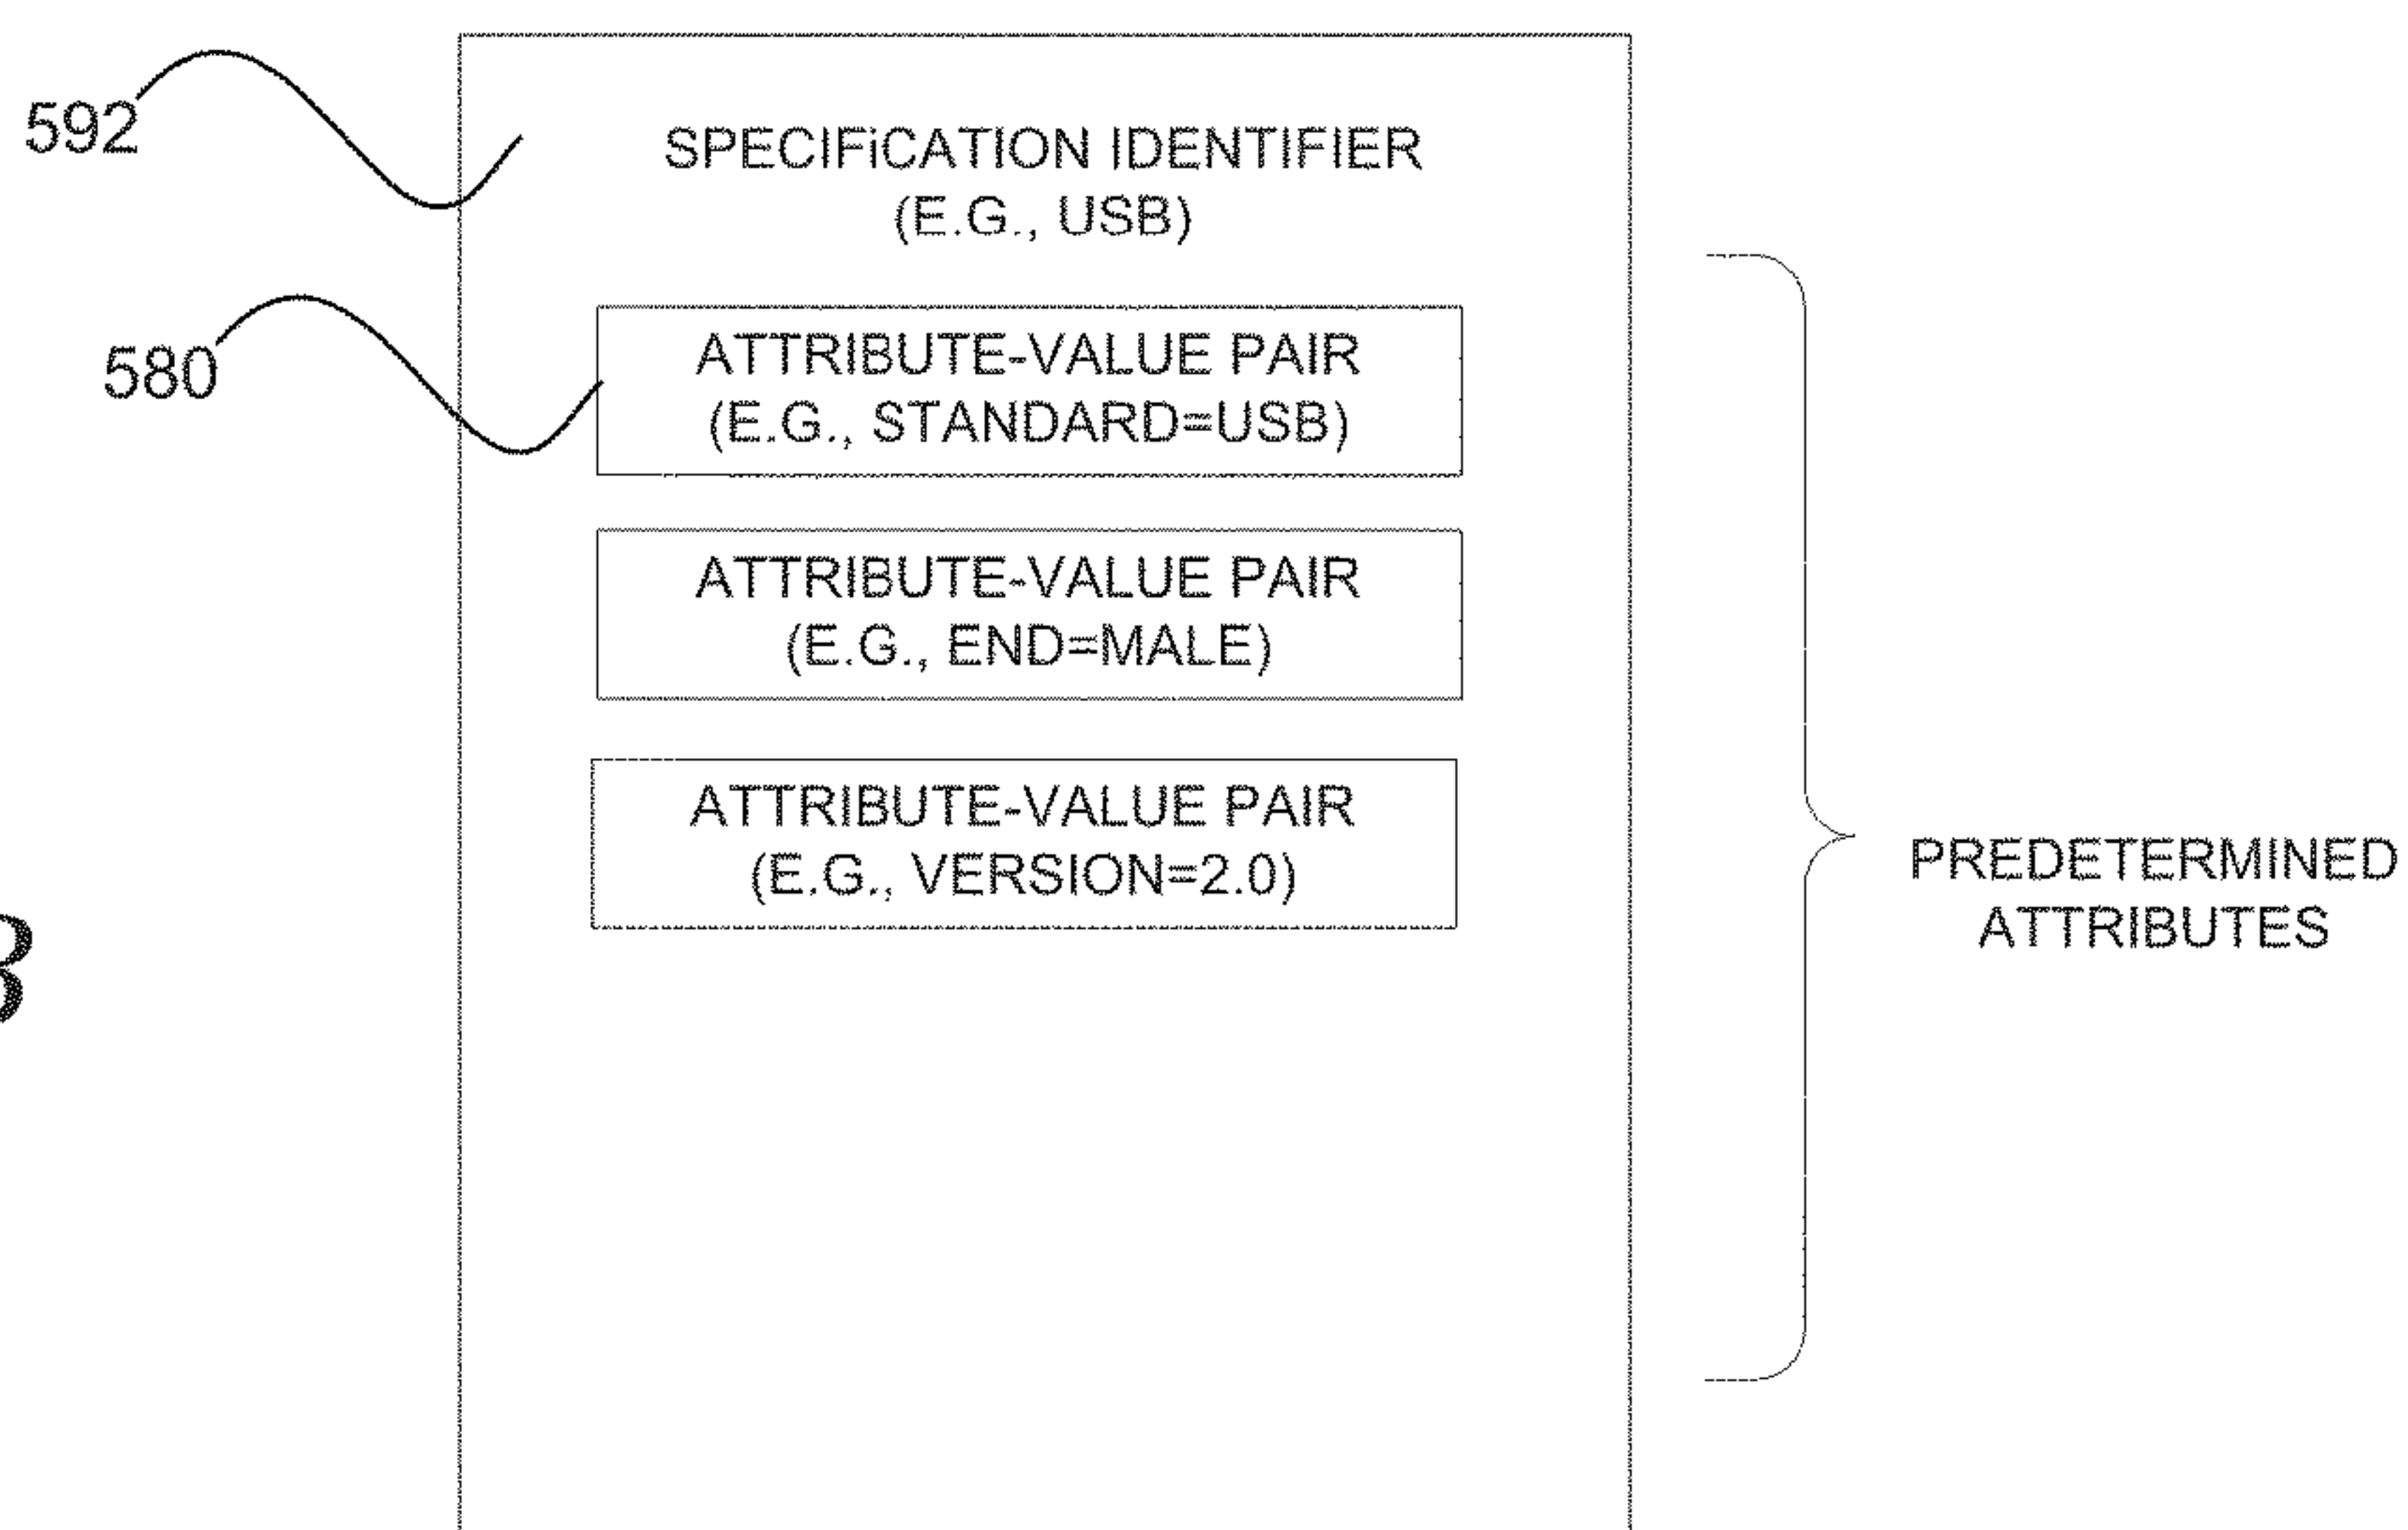 592
SPECIFiCATION IDENTIFIER
(E.G., USB)
580
ATTRIBUTE-VALUE PAIR
(E.G., STANDARD=USB)
ATTRIBUTE-VALUE PAIR
(E.G., END=MALE)
ATTRIBUTE-VALUE PAIR
(E.G., VERSION=2.0)
PREDETERMINED
ATTRIBUTES